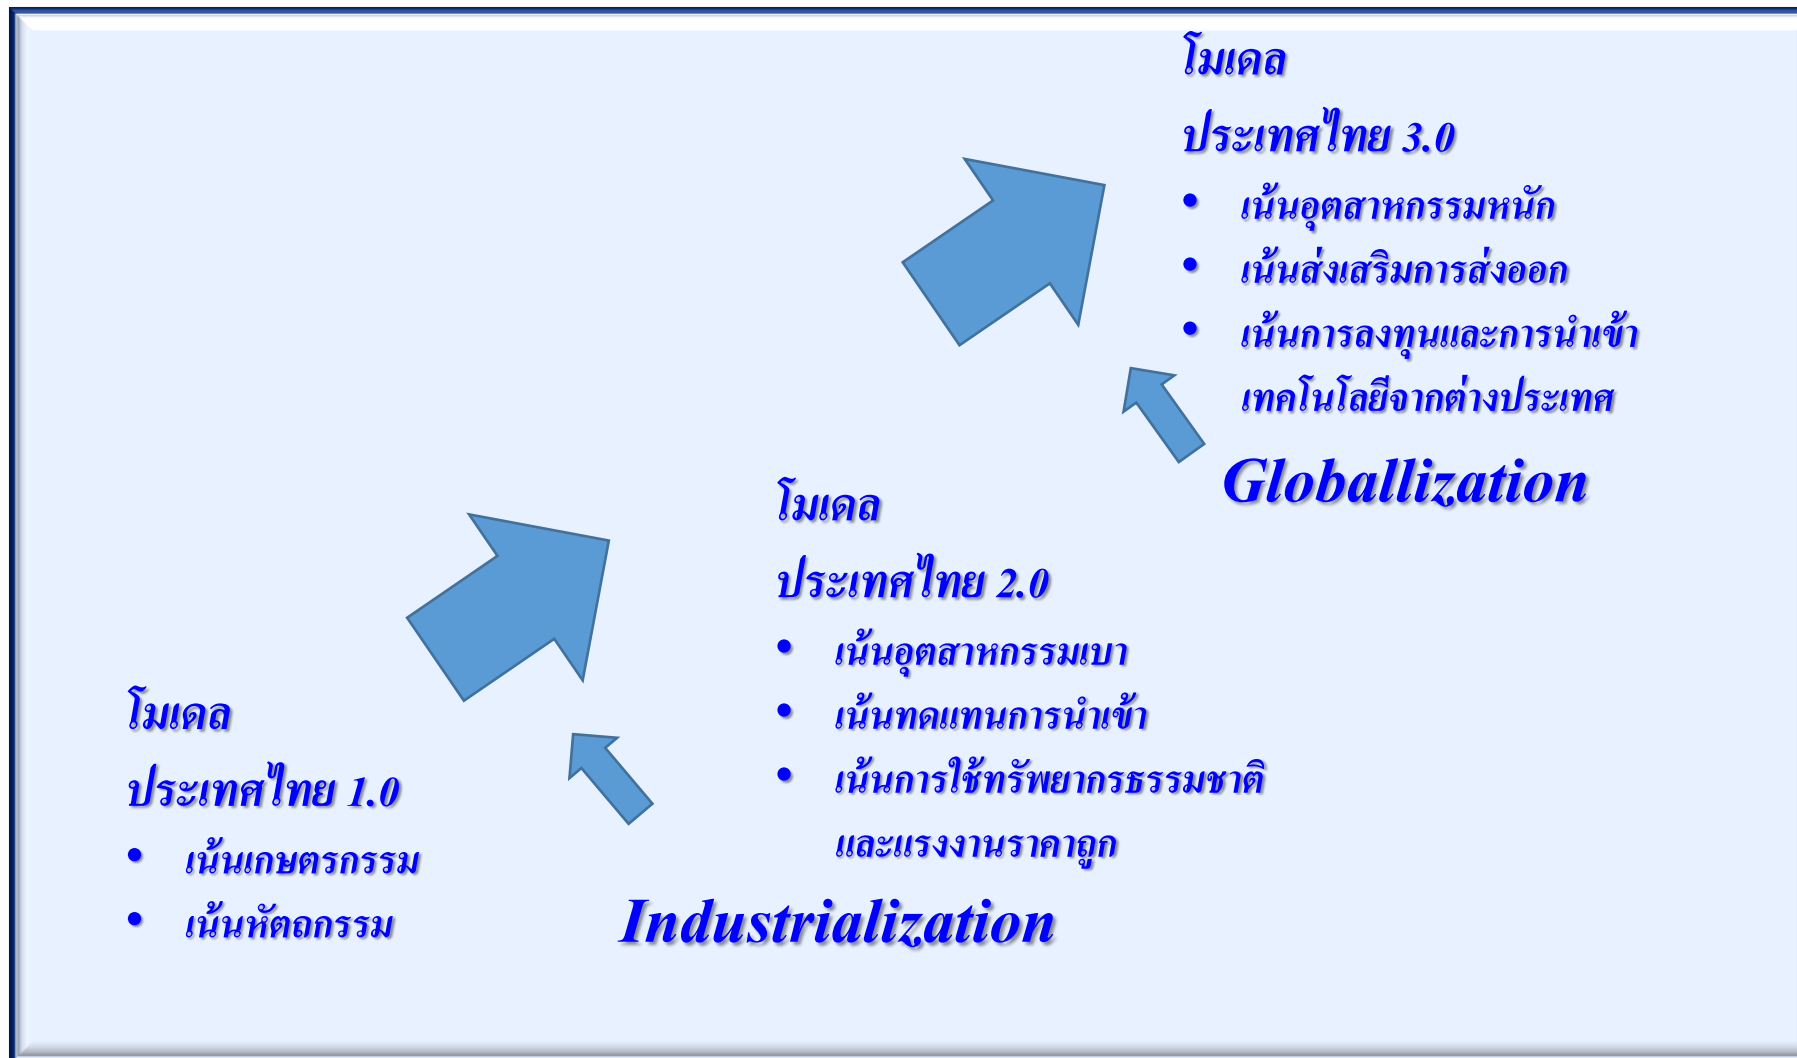 โมเดล
ประเทศไทย 3.0
• เน้นอุตสาหกรรมหนัก
• เน้นส่งเสริมการส่งออก
• เน้นการลงทุนและการนำเข้า
เทคโนโลยีจากต่างประเทศ
Globallization
โมเดล
ประเทศไทย 2.0
• เน้นอุตสาหกรรมเบา
• เน้นทดแทนการนำเข้า
• เน้นการใช้ทรัพยากรธรรมชาติ
และแรงงานราคาถูก
Industrialization
โมเดล
ประเทศไทย 1.0
• เน้นเกษตรกรรม
• เน้นหัตถกรรม